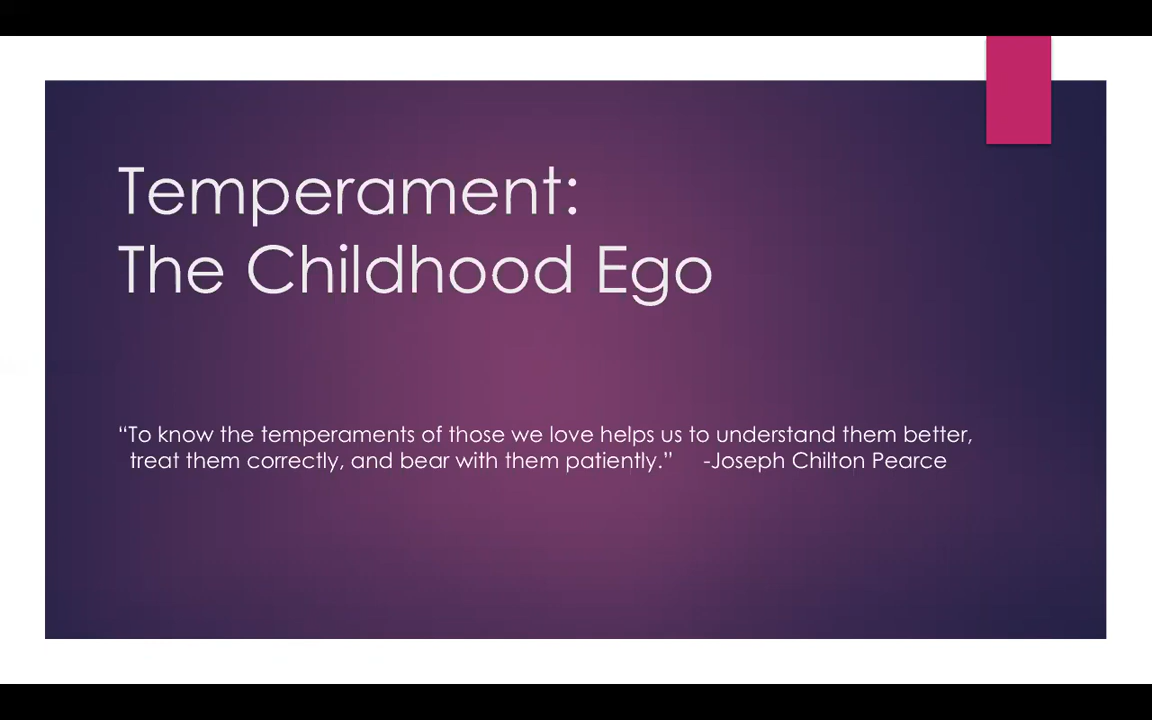 Temperament:
The Childhood Ego
“To know the temperaments of those we love helps us to understand them better,
treat them correctly, and bear with them patiently.” -Joseph Chilton Pearce